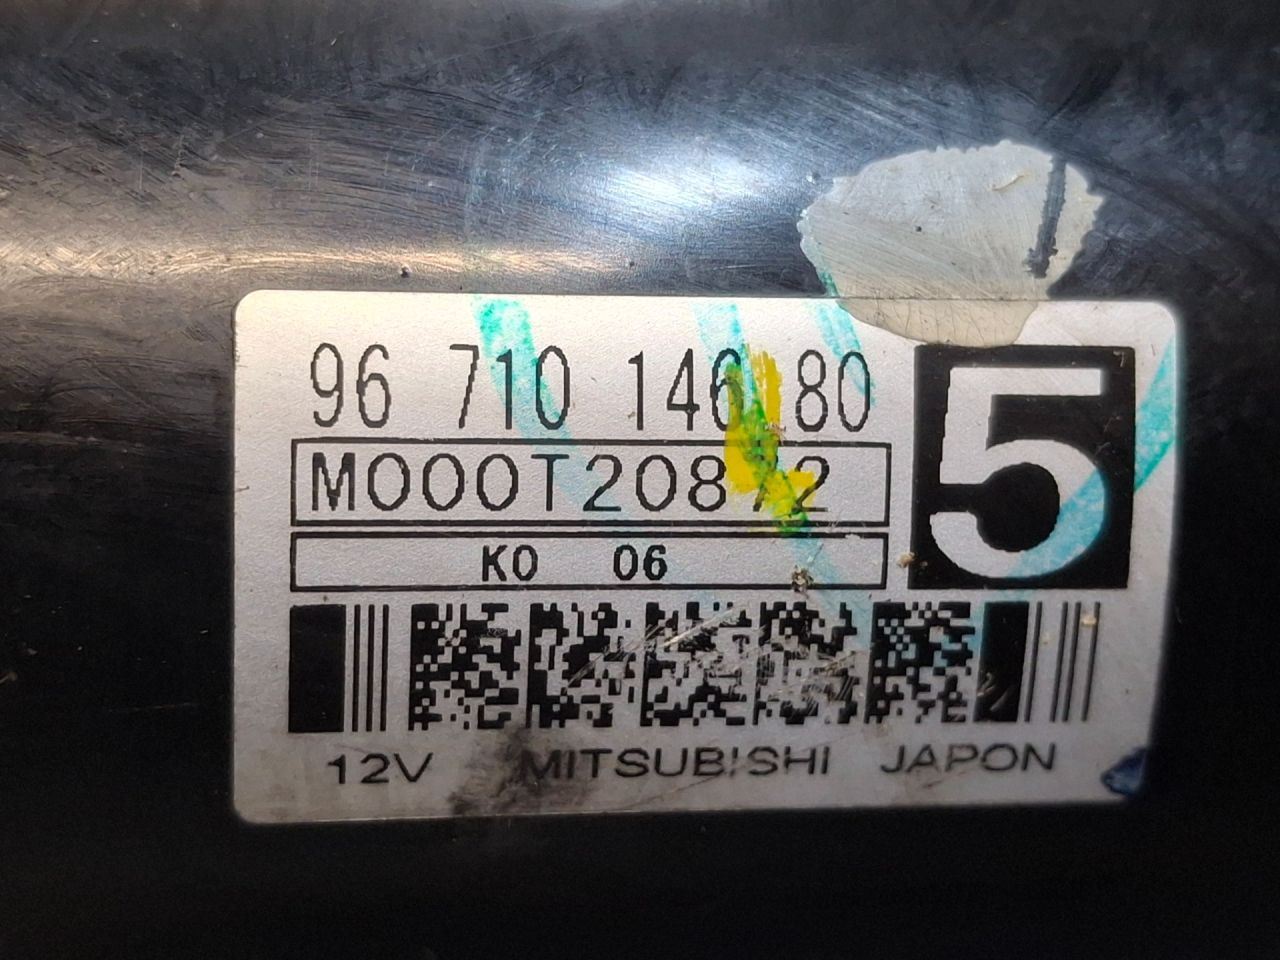 96 710 146 80
M000T20872
5
K0 06
12V MITSUBISHI JAPON